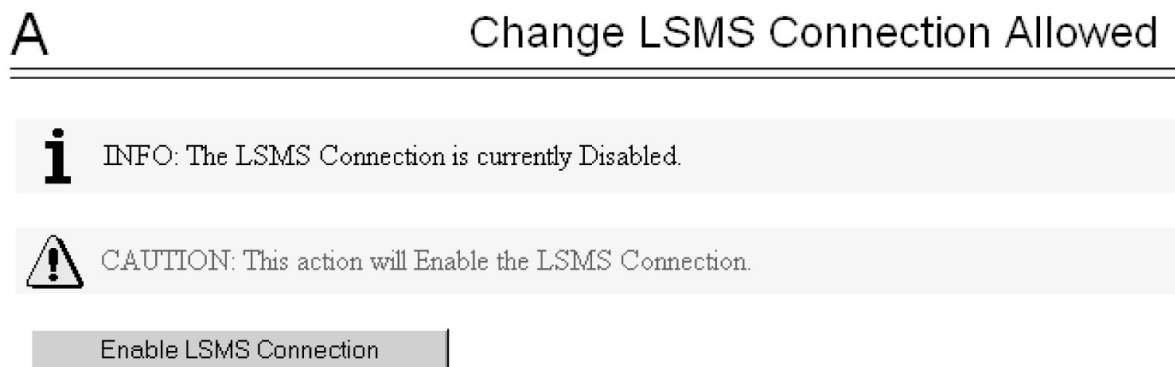 A Change LSMS Connection Allowed
INFO: The LSMS Connection is currently Disabled.
CAUTION: This action will Enable the LSMS Connection.
Enable LSMS Connection